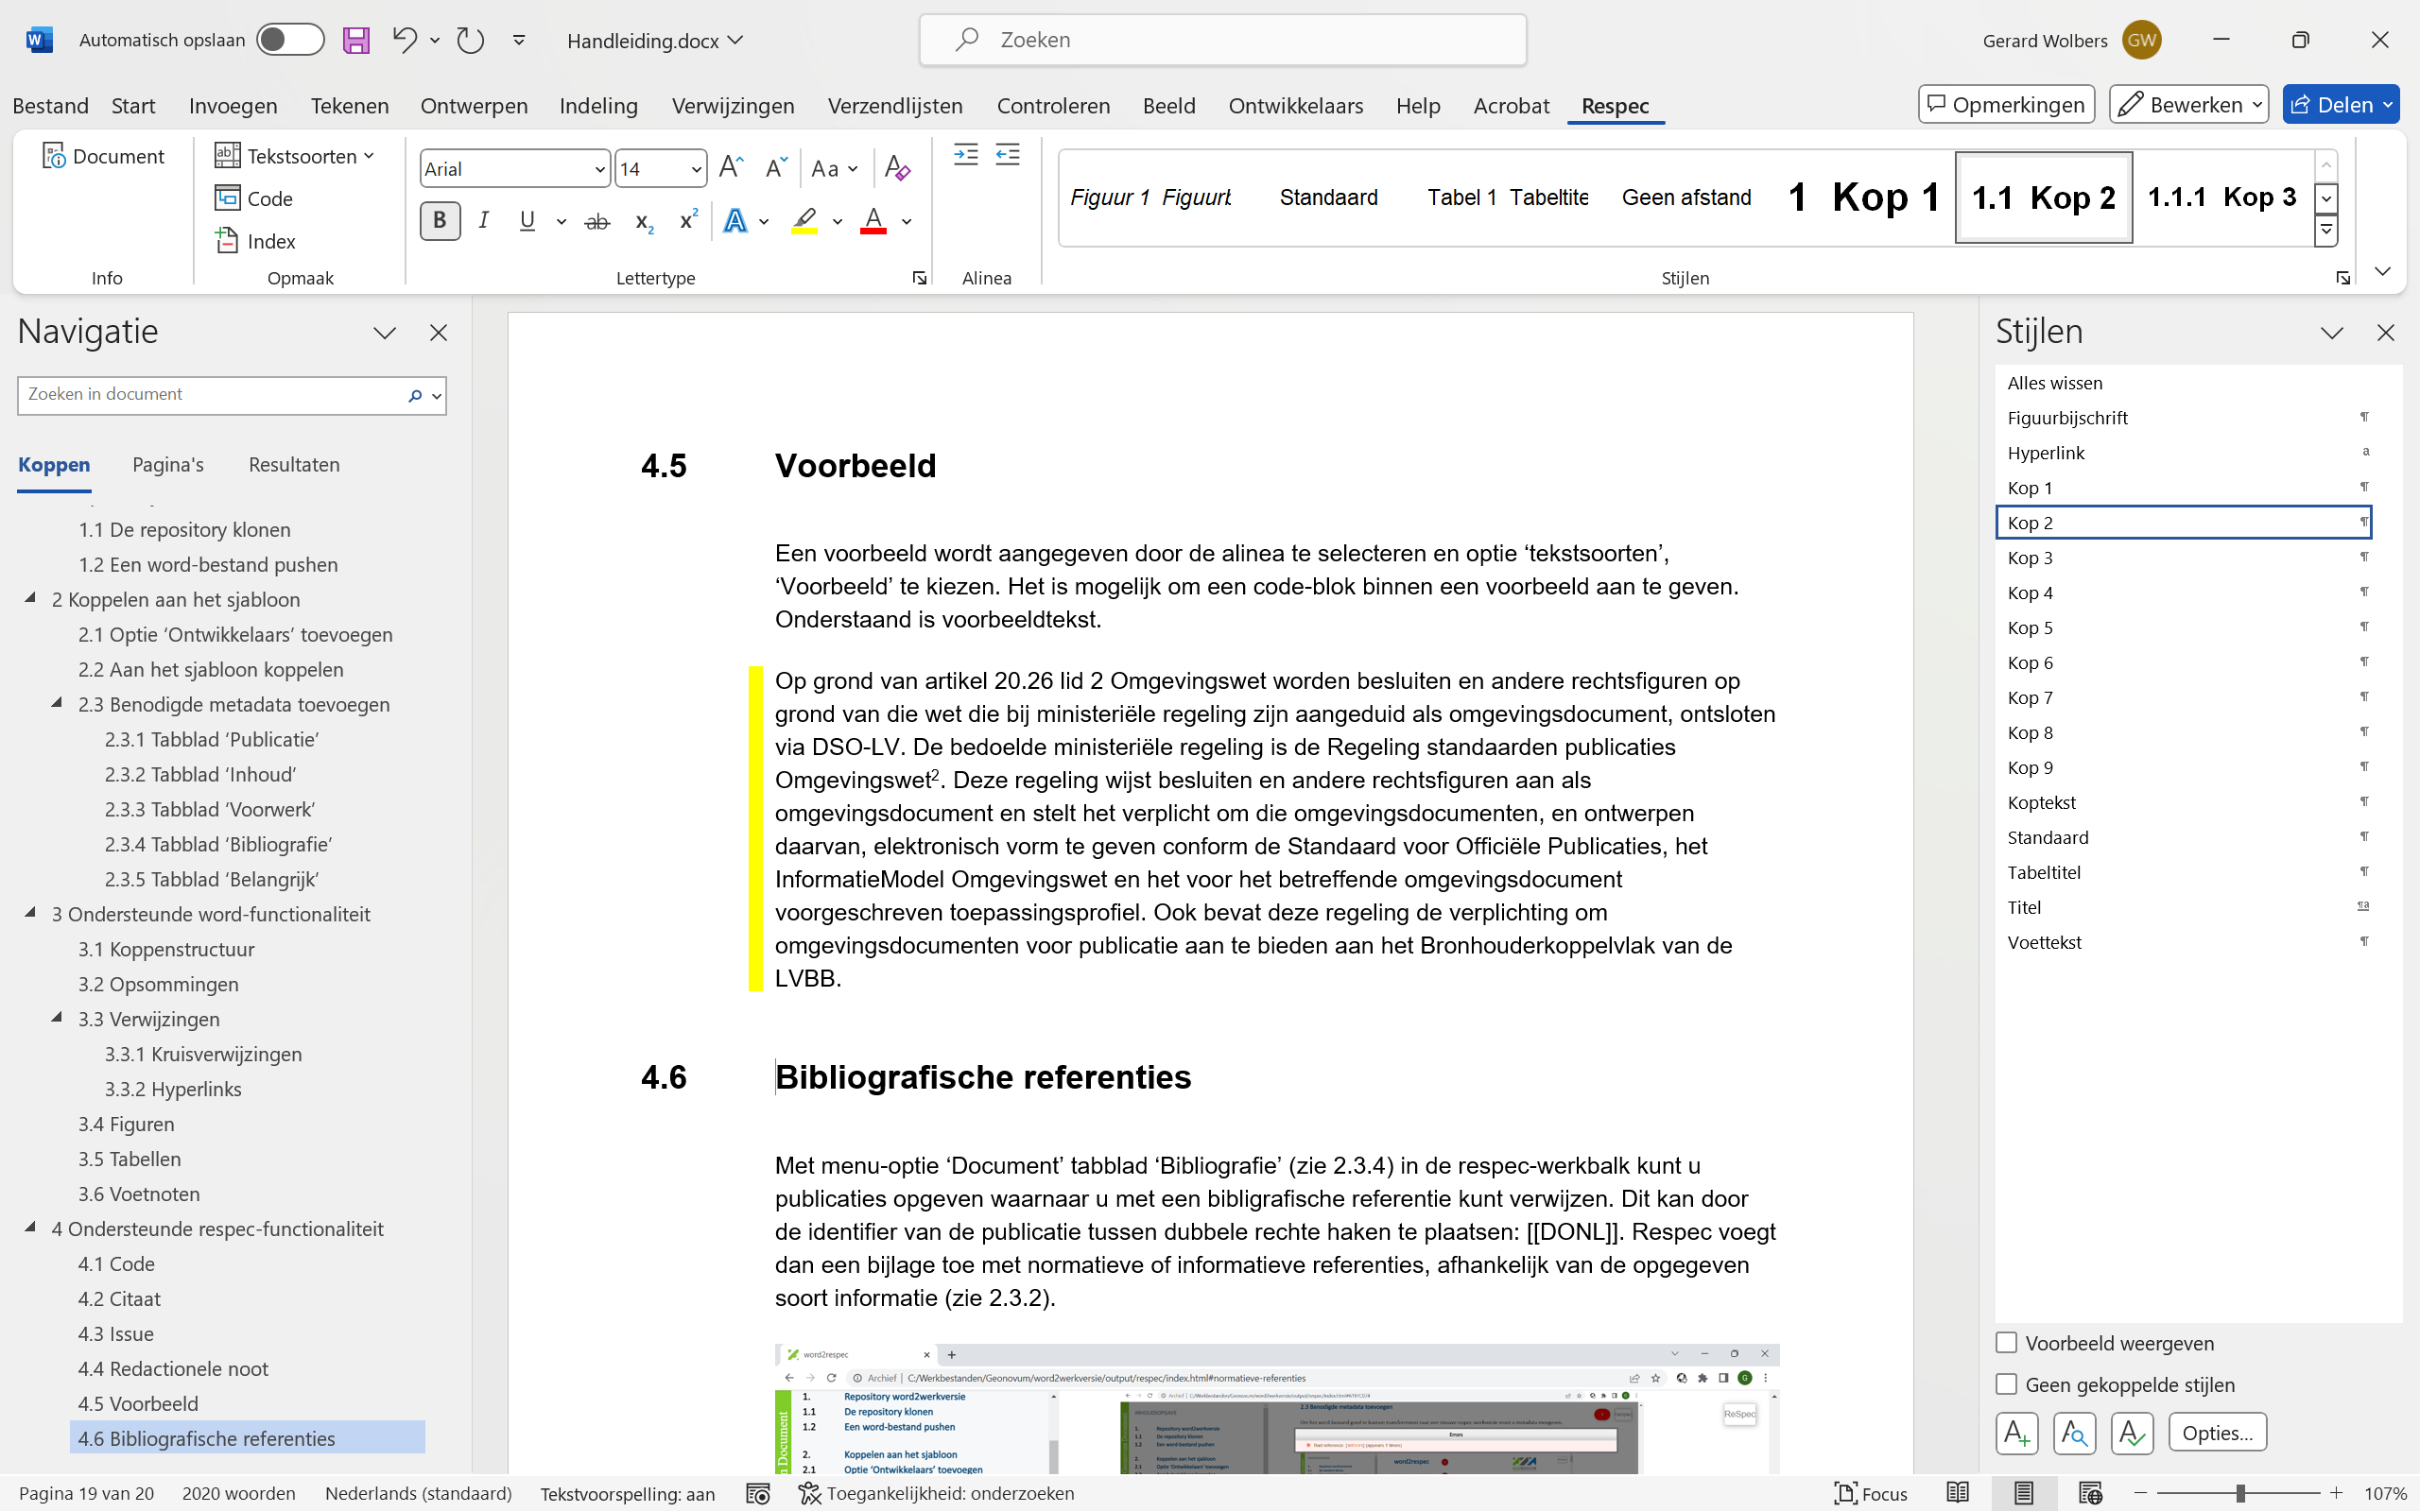 Automatisch opslaan
Handleiding.docx
Zoeken
Gerard Wolbers
GW
Bestand Start Invoegen Tekenen Ontwerpen Indeling Verwijzingen Verzendlijsten Controleren Beeld Ontwikkelaars Help Acrobat Respec
Opmerkingen Bewerken Delen
Document
Tekstsoorten
Code
Index
Arial 14
Figuur 1 Figuurb Standaard Tabel 1 Tabeltite Geen afstand 1 Kop 1 1.1 Kop 2 1.1.1 Kop 3
Info Opmaak Lettertype Alinea Stijlen
Navigatie
Zoeken in document
Koppen Pagina's Resultaten
1.1 De repository klonen
1.2 Een word-bestand pushen
2 Koppelen aan het sjabloon
2.1 Optie ‘Ontwikkelaars’ toevoegen
2.2 Aan het sjabloon koppelen
2.3 Benodigde metadata toevoegen
2.3.1 Tabblad ‘Publicatie’
2.3.2 Tabblad ‘Inhoud’
2.3.3 Tabblad ‘Voorwerk’
2.3.4 Tabblad ‘Bibliografie’
2.3.5 Tabblad ‘Belangrijk’
3 Ondersteunde word-functionaliteit
3.1 Koppenstructuur
3.2 Opsommingen
3.3 Verwijzingen
3.3.1 Kruisverwijzingen
3.3.2 Hyperlinks
3.4 Figuren
3.5 Tabellen
3.6 Voetnoten
4 Ondersteunde respec-functionaliteit
4.1 Code
4.2 Citaat
4.3 Issue
4.4 Redactionele noot
4.5 Voorbeeld
4.6 Bibliografische referenties
4.5 Voorbeeld
Een voorbeeld wordt aangegeven door de alinea te selecteren en optie ‘tekstsoorten’,
‘Voorbeeld’ te kiezen. Het is mogelijk om een code-blok binnen een voorbeeld aan te geven.
Onderstaand is voorbeeldtekst.
Op grond van artikel 20.26 lid 2 Omgevingswet worden besluiten en andere rechtsfiguren op
grond van die wet die bij ministeriële regeling zijn aangeduid als omgevingsdocument, ontsloten
via DSO-LV. De bedoelde ministeriële regeling is de Regeling standaarden publicaties
Omgevingswet². Deze regeling wijst besluiten en andere rechtsfiguren aan als
omgevingsdocument en stelt het verplicht om die omgevingsdocumenten, en ontwerpen
daarvan, elektronisch vorm te geven conform de Standaard voor Officiële Publicaties, het
InformatieModel Omgevingswet en het voor het betreffende omgevingsdocument
voorgeschreven toepassingsprofiel. Ook bevat deze regeling de verplichting om
omgevingsdocumenten voor publicatie aan te bieden aan het Bronhouderkoppelvlak van de
LVBB.
4.6 Bibliografische referenties
Met menu-optie ‘Document’ tabblad ‘Bibliografie’ (zie 2.3.4) in de respec-werkbalk kunt u
publicaties opgeven waarnaar u met een bibligrafische referentie kunt verwijzen. Dit kan door
de identifier van de publicatie tussen dubbele rechte haken te plaatsen: [[DONL]]. Respec voegt
dan een bijlage toe met normatieve of informatieve referenties, afhankelijk van de opgegeven
soort informatie (zie 2.3.2).
word2respec
Archief | C:/Werkbestanden/Geonovum/word2werkversie/output/respec/index.html#normatieve-referenties
1. Repository word2werkversie
1.1 De repository klonen
1.2 Een word-bestand pushen
2. Koppelen aan het sjabloon
2.1 Optie ‘Ontwikkelaars’ toevoegen
ReSpec
Stijlen
Alles wissen
Figuurbijschrift ¶
Hyperlink a
Kop 1 ¶
Kop 2 ¶
Kop 3 ¶
Kop 4 ¶
Kop 5 ¶
Kop 6 ¶
Kop 7 ¶
Kop 8 ¶
Kop 9 ¶
Koptekst ¶
Standaard ¶
Tabeltitel ¶
Titel ¶a
Voettekst ¶
Voorbeeld weergeven
Geen gekoppelde stijlen
Opties...
Pagina 19 van 20 2020 woorden Nederlands (standaard) Tekstvoorspelling: aan Toegankelijkheid: onderzoeken Focus 107%